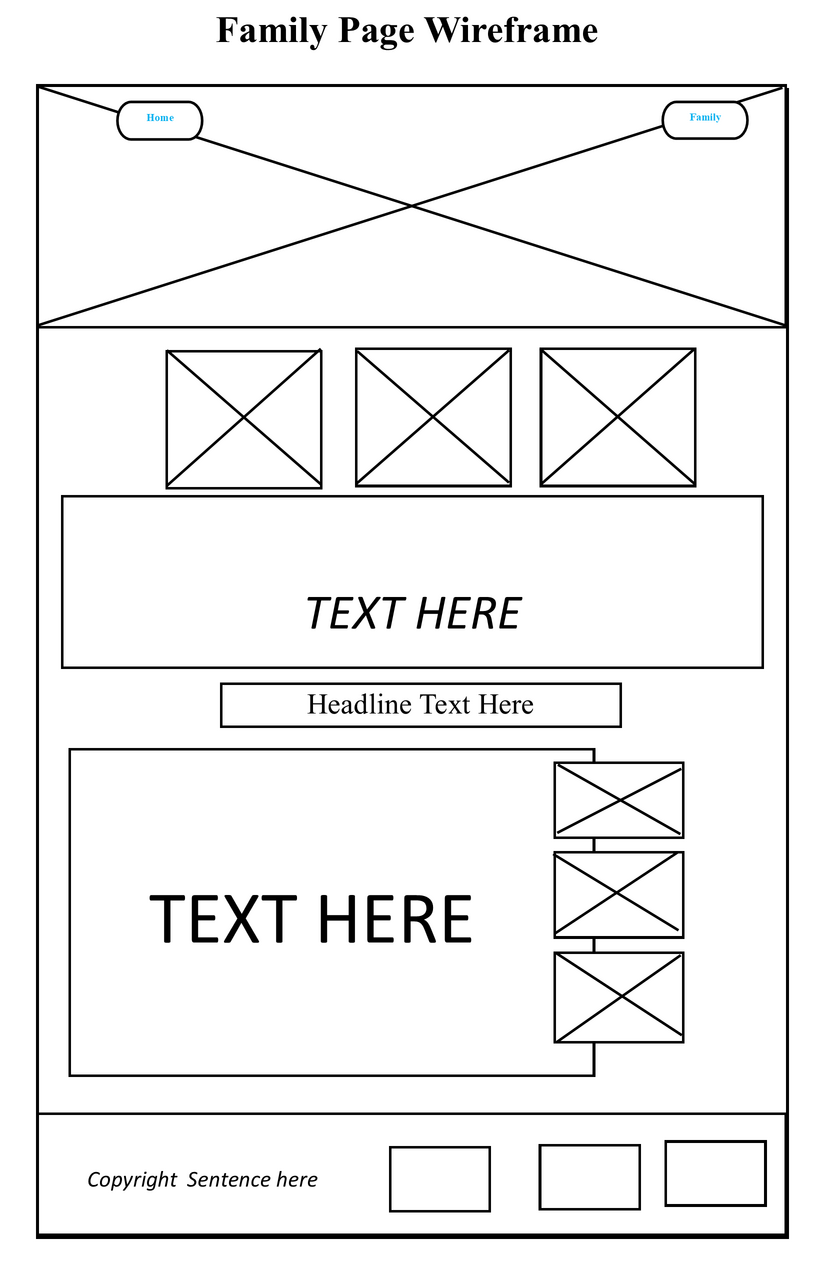 Family Page Wireframe
Home
Family
TEXT HERE
Headline Text Here
TEXT HERE
Copyright  Sentence here